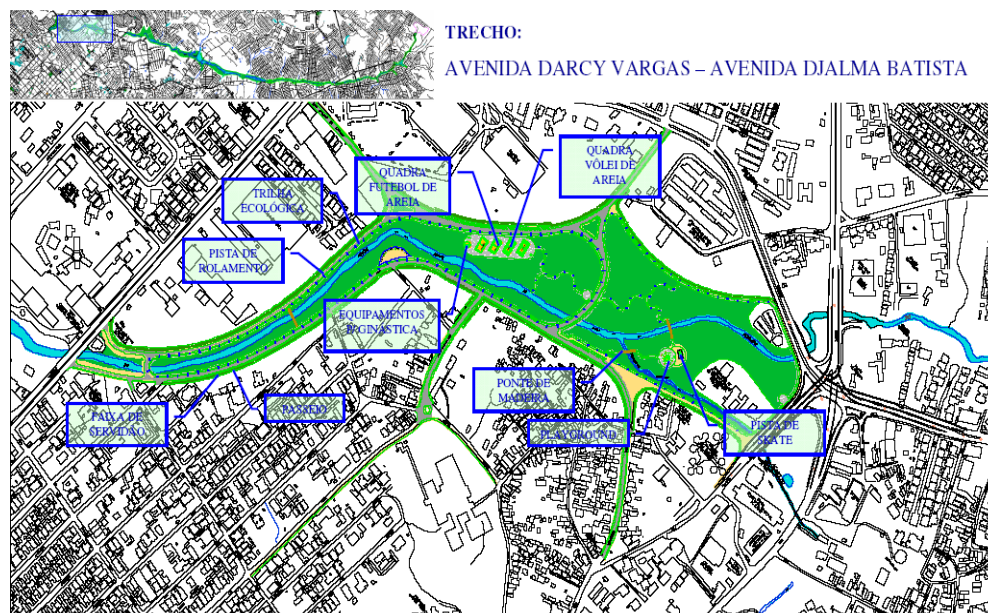 TRECHO:
AVENIDA DARCY VARGAS – AVENIDA DJALMA BATISTA
QUADRA
VÔLEI DE
AREIA
QUADRA
FUTEBOL DE
AREIA
TRILHA
ECOLÓGICA
PISTA DE
ROLAMENTO
EQUIPAMENTOS
P/ GINÁSTICA
PONTE DE
MADEIRA
FAIXA DE
SERVIDÃO
PASSEIO
PLAYGROUND
PISTA DE
SKATE